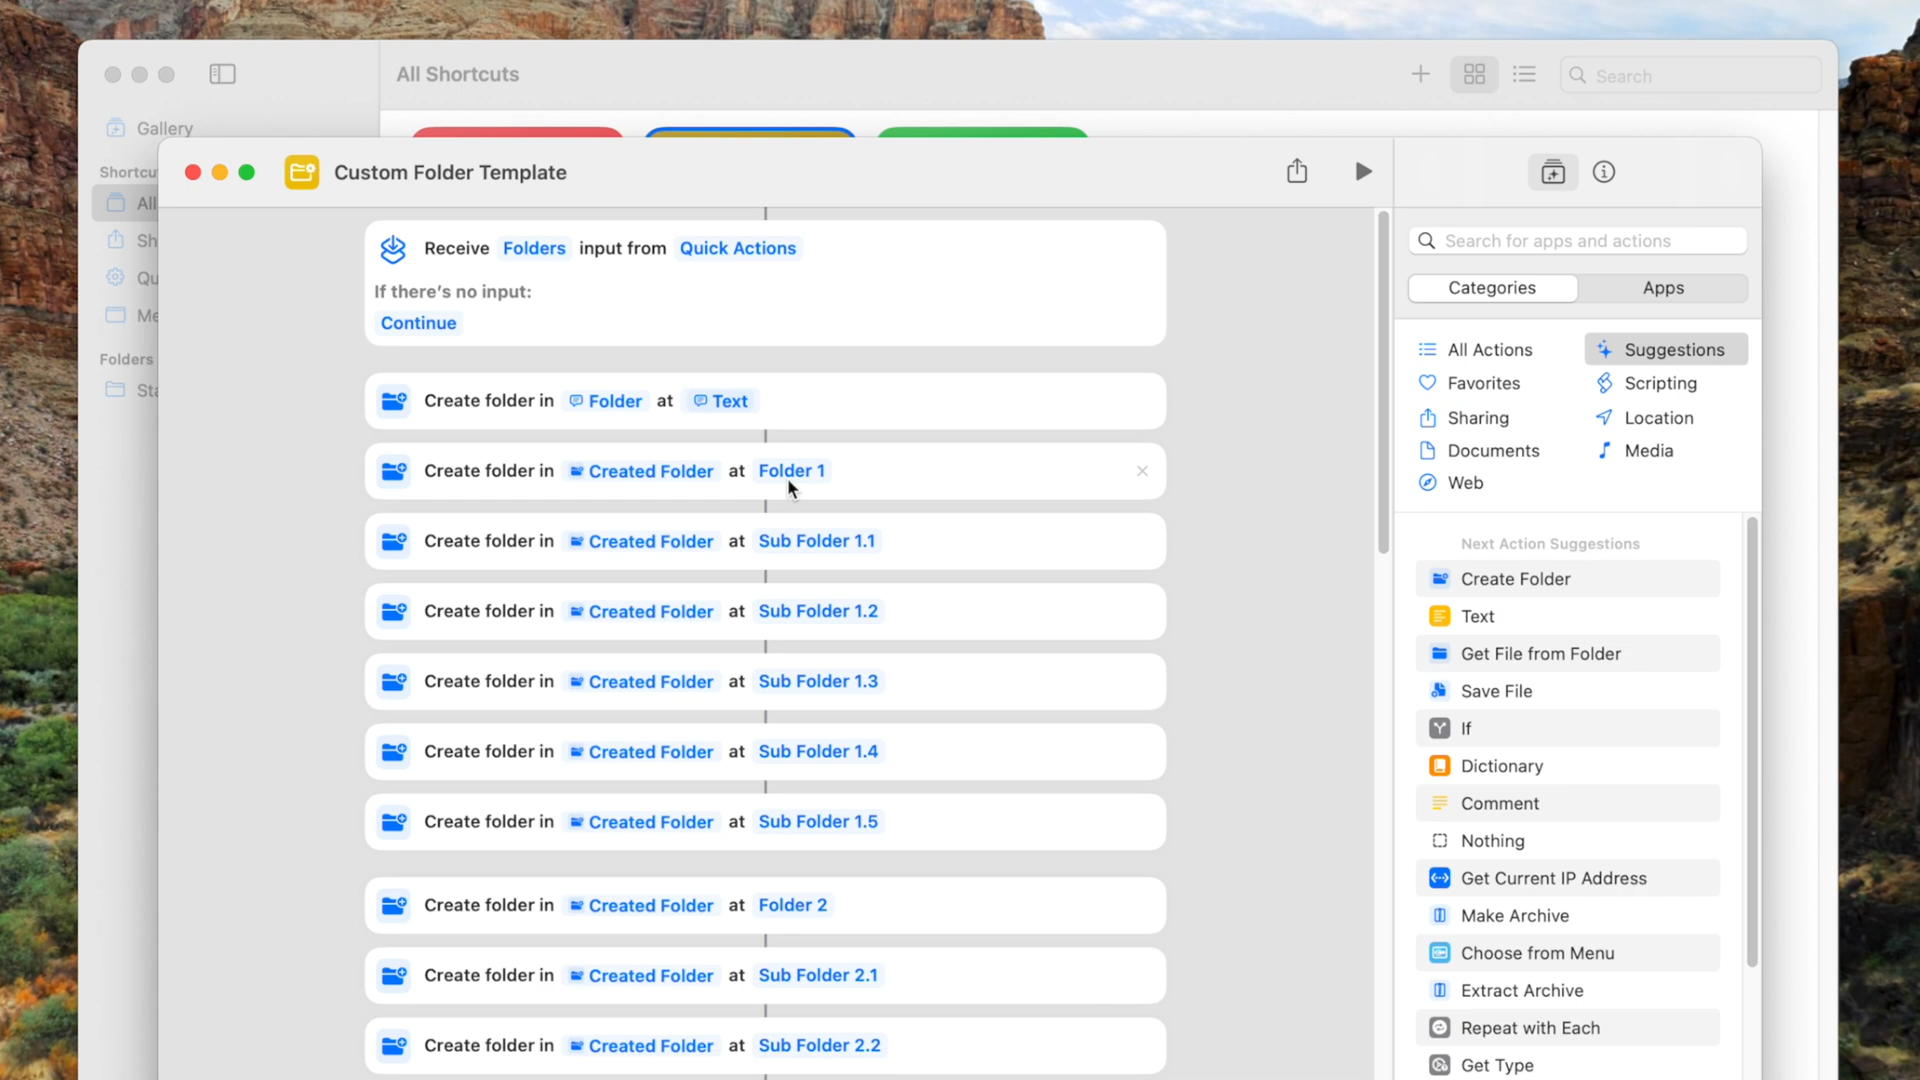 All Shortcuts
Search
Gallery
Shortcu
All
Sh
Qu
Me
Folders
Sta
Custom Folder Template
Receive Folders input from Quick Actions
If there's no input:
Continue
Create folder in Folder at Text
Create folder in Created Folder at Folder 1
Create folder in Created Folder at Sub Folder 1.1
Create folder in Created Folder at Sub Folder 1.2
Create folder in Created Folder at Sub Folder 1.3
Create folder in Created Folder at Sub Folder 1.4
Create folder in Created Folder at Sub Folder 1.5
Create folder in Created Folder at Folder 2
Create folder in Created Folder at Sub Folder 2.1
Create folder in Created Folder at Sub Folder 2.2
Search for apps and actions
Categories Apps
All Actions Suggestions
Favorites Scripting
Sharing Location
Documents Media
Web
Next Action Suggestions
Create Folder
Text
Get File from Folder
Save File
If
Dictionary
Comment
Nothing
Get Current IP Address
Make Archive
Choose from Menu
Extract Archive
Repeat with Each
Get Type